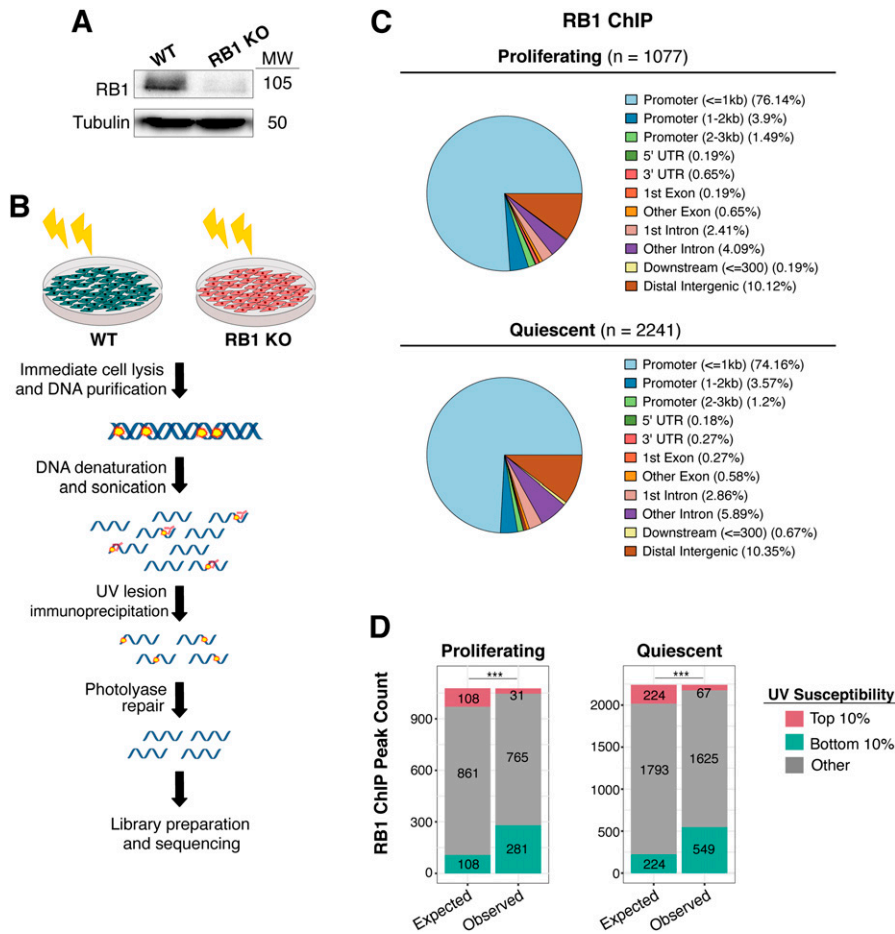 A
WT
RB1 KO
MW
RB1
105
Tubulin
50
B
WT
RB1 KO
Immediate cell lysis
and DNA purification
DNA denaturation
and sonication
UV lesion
immunoprecipitation
Photolyase
repair
Library preparation
and sequencing
C
RB1 ChIP
Proliferating (n = 1077)
Promoter (<=1kb) (76.14%)
Promoter (1-2kb) (3.9%)
Promoter (2-3kb) (1.49%)
5' UTR (0.19%)
3' UTR (0.65%)
1st Exon (0.19%)
Other Exon (0.65%)
1st Intron (2.41%)
Other Intron (4.09%)
Downstream (<=300) (0.19%)
Distal Intergenic (10.12%)
Quiescent (n = 2241)
Promoter (<=1kb) (74.16%)
Promoter (1-2kb) (3.57%)
Promoter (2-3kb) (1.2%)
5' UTR (0.18%)
3' UTR (0.27%)
1st Exon (0.27%)
Other Exon (0.58%)
1st Intron (2.86%)
Other Intron (5.89%)
Downstream (<=300) (0.67%)
Distal Intergenic (10.35%)
D
Proliferating
RB1 ChIP Peak Count
900
600
300
0
***
108
31
861
765
108
281
Expected
Observed
Quiescent
2000
1500
1000
500
0
***
224
67
1793
1625
224
549
Expected
Observed
UV Susceptibility
Top 10%
Bottom 10%
Other